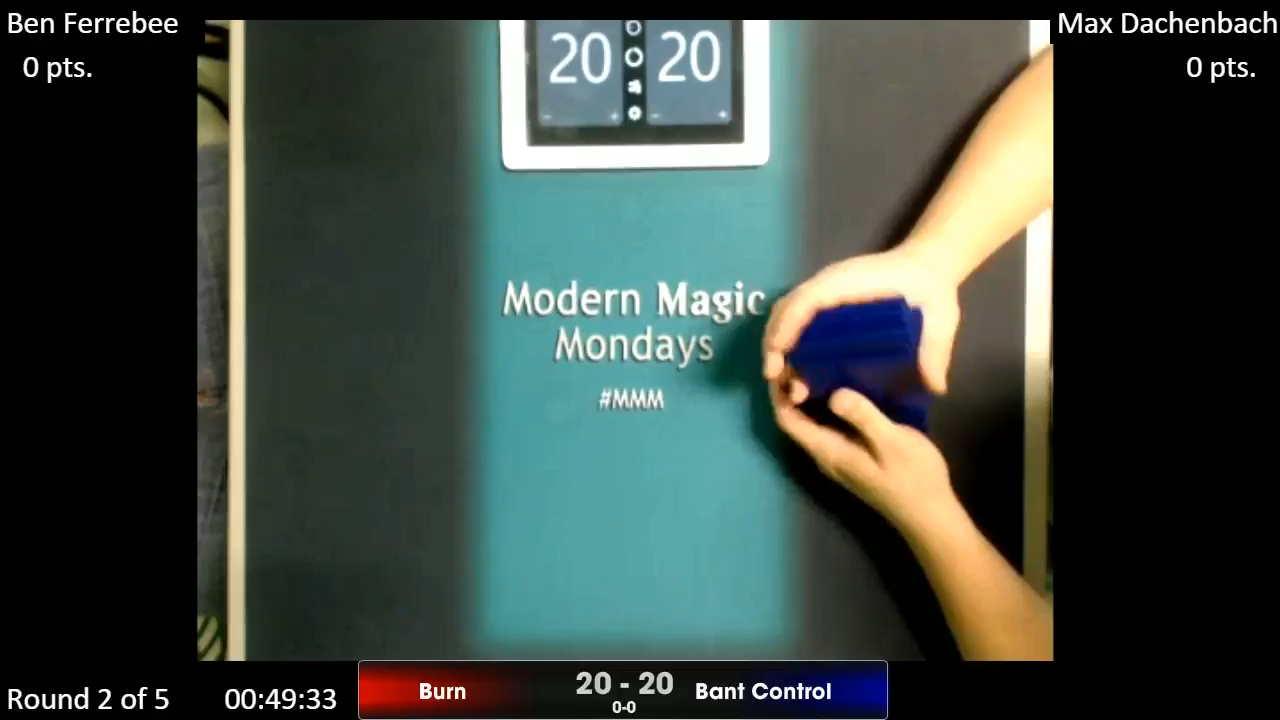 Ben Ferrebee
0 pts.
Max Dachenbach
0 pts.
20 20
- + - +
Modern Magic
Mondays
#MMM
Round 2 of 5
00:49:33
Burn
20 - 20
0-0
Bant Control